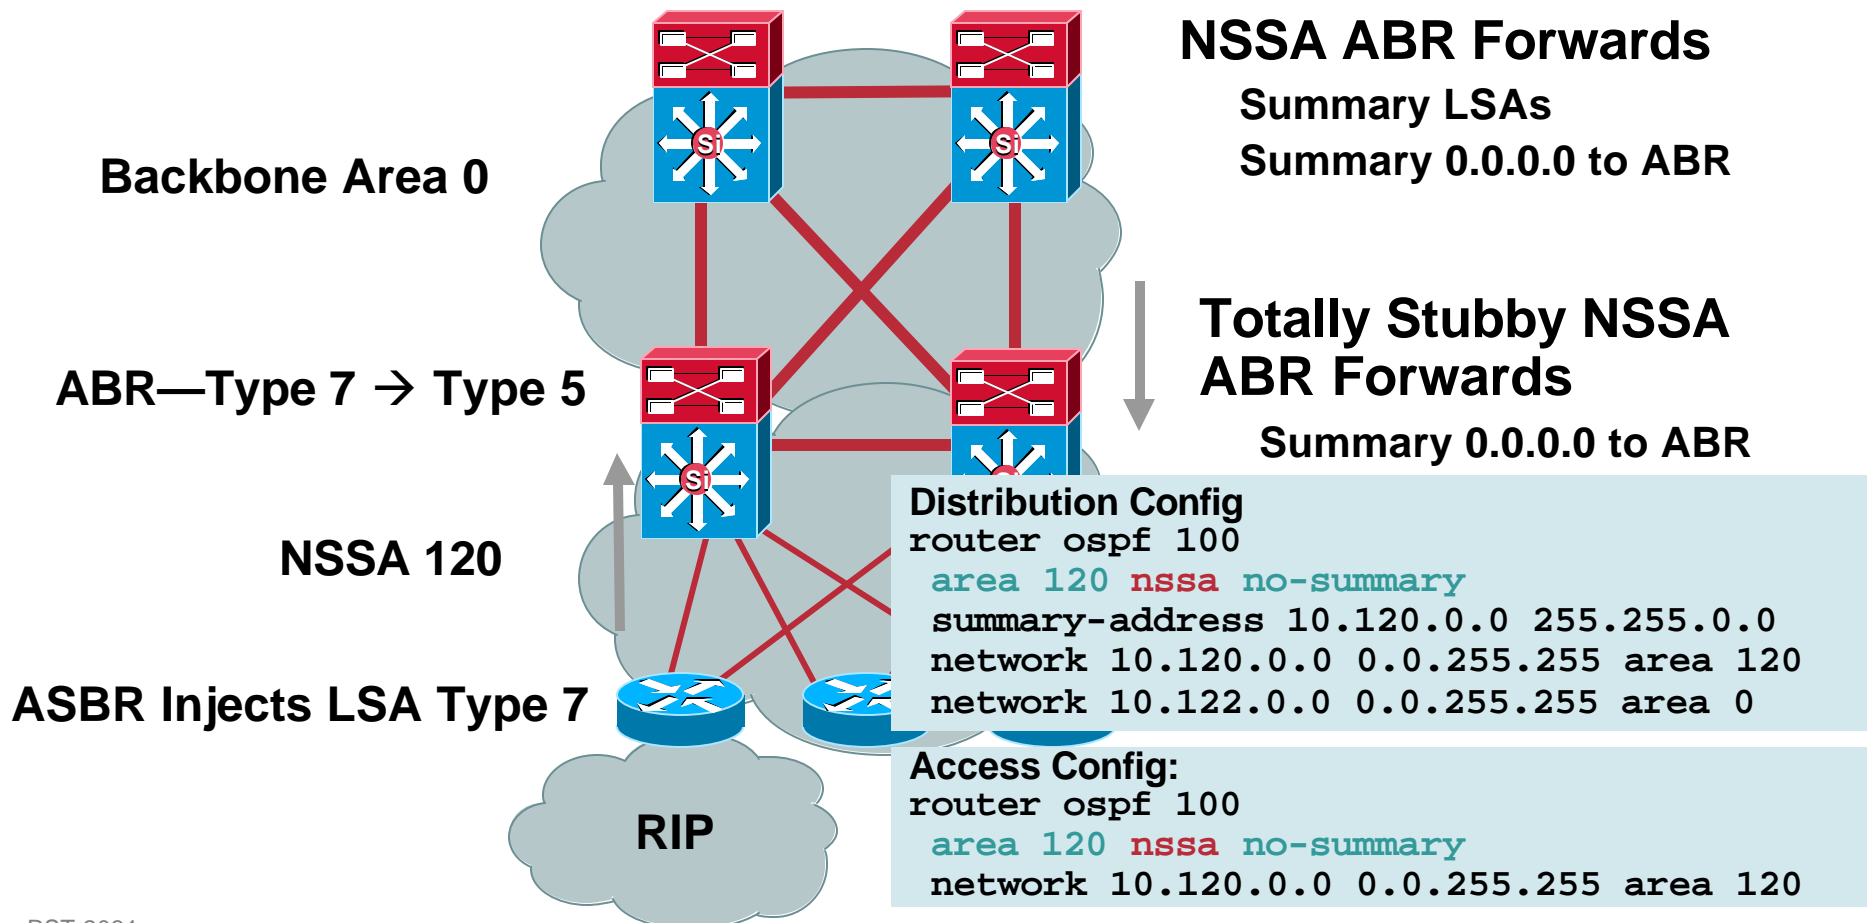 NSSA ABR Forwards
Summary LSAs
Summary 0.0.0.0 to ABR
Backbone Area 0
Si
Si
Totally Stubby NSSA
ABR Forwards
Summary 0.0.0.0 to ABR
ABR—Type 7 → Type 5
Si
Si
NSSA 120
Distribution Config
router ospf 100
area 120 nssa no-summary
summary-address 10.120.0.0 255.255.0.0
network 10.120.0.0 0.0.255.255 area 120
network 10.122.0.0 0.0.255.255 area 0
ASBR Injects LSA Type 7
RIP
Access Config:
router ospf 100
area 120 nssa no-summary
network 10.120.0.0 0.0.255.255 area 120